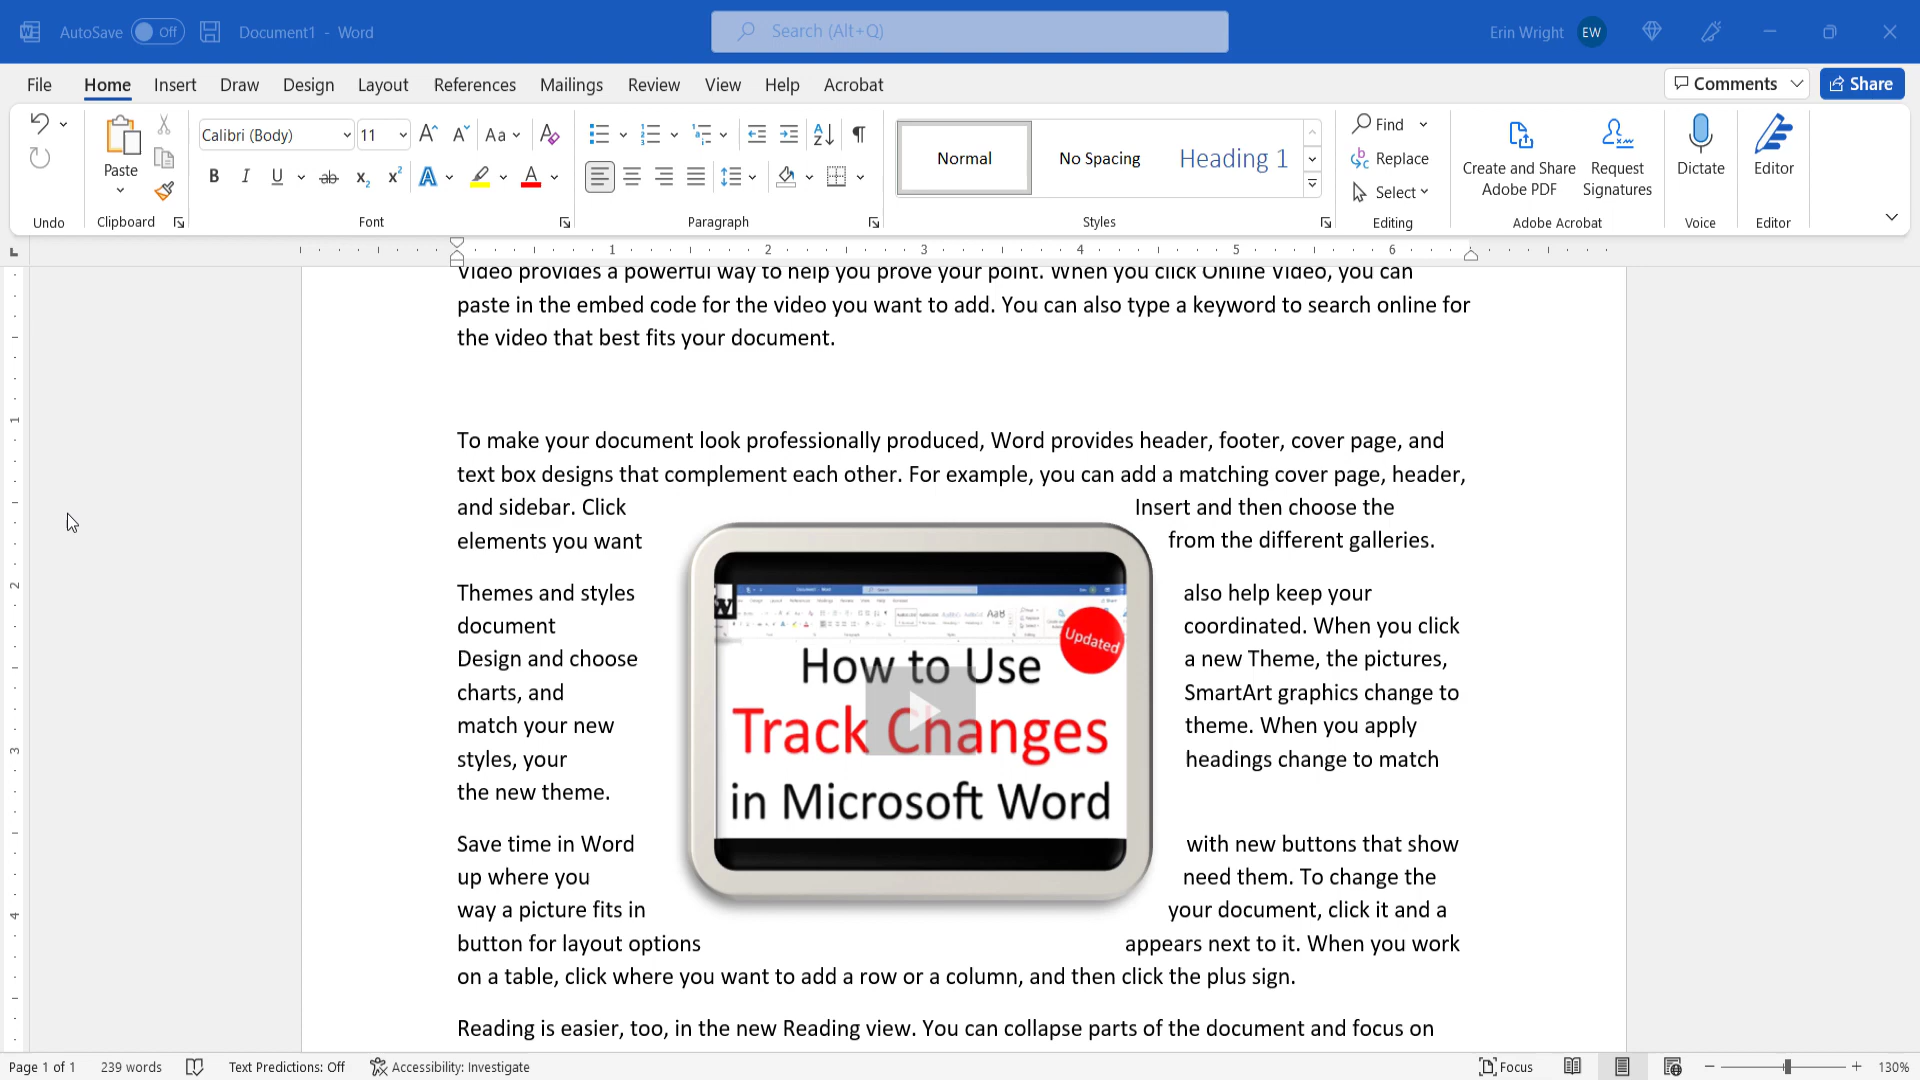 AutoSave Off Document1 - Word Search (Alt+Q) Erin Wright EW
File Home Insert Draw Design Layout References Mailings Review View Help Acrobat Comments Share
Calibri (Body) 11 Aa Find
Paste Normal No Spacing Heading 1 Replace Create and Share Adobe PDF Request Signatures Dictate Editor
B I U ab x2 x2 A A Select
Undo Clipboard Font Paragraph Styles Editing Adobe Acrobat Voice Editor
1 2 3 4 5 6
Video provides a powerful way to help you prove your point. When you click Online Video, you can
paste in the embed code for the video you want to add. You can also type a keyword to search online for
the video that best fits your document.
To make your document look professionally produced, Word provides header, footer, cover page, and
text box designs that complement each other. For example, you can add a matching cover page, header,
and sidebar. Click Insert and then choose the
elements you want from the different galleries.
Themes and styles also help keep your
document coordinated. When you click
Design and choose a new Theme, the pictures,
charts, and SmartArt graphics change to
match your new theme. When you apply
styles, your headings change to match
the new theme.
Updated
How to Use
Track Changes
in Microsoft Word
Save time in Word with new buttons that show
up where you need them. To change the
way a picture fits in your document, click it and a
button for layout options appears next to it. When you work
on a table, click where you want to add a row or a column, and then click the plus sign.
Reading is easier, too, in the new Reading view. You can collapse parts of the document and focus on
1
2
3
4
Page 1 of 1 239 words Text Predictions: Off Accessibility: Investigate Focus 130%